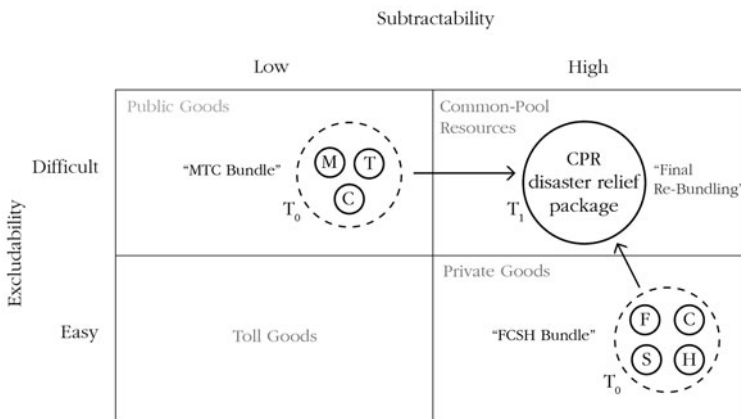 Subtractability
Low
High
Public Goods
Common-Pool
Resources
Difficult
"MTC Bundle"
M
T
C
T0
CPR
disaster relief
package
"Final
Re-Bundling"
T1
Excludability
Private Goods
Easy
Toll Goods
"FCSH Bundle"
F
C
S
H
T0